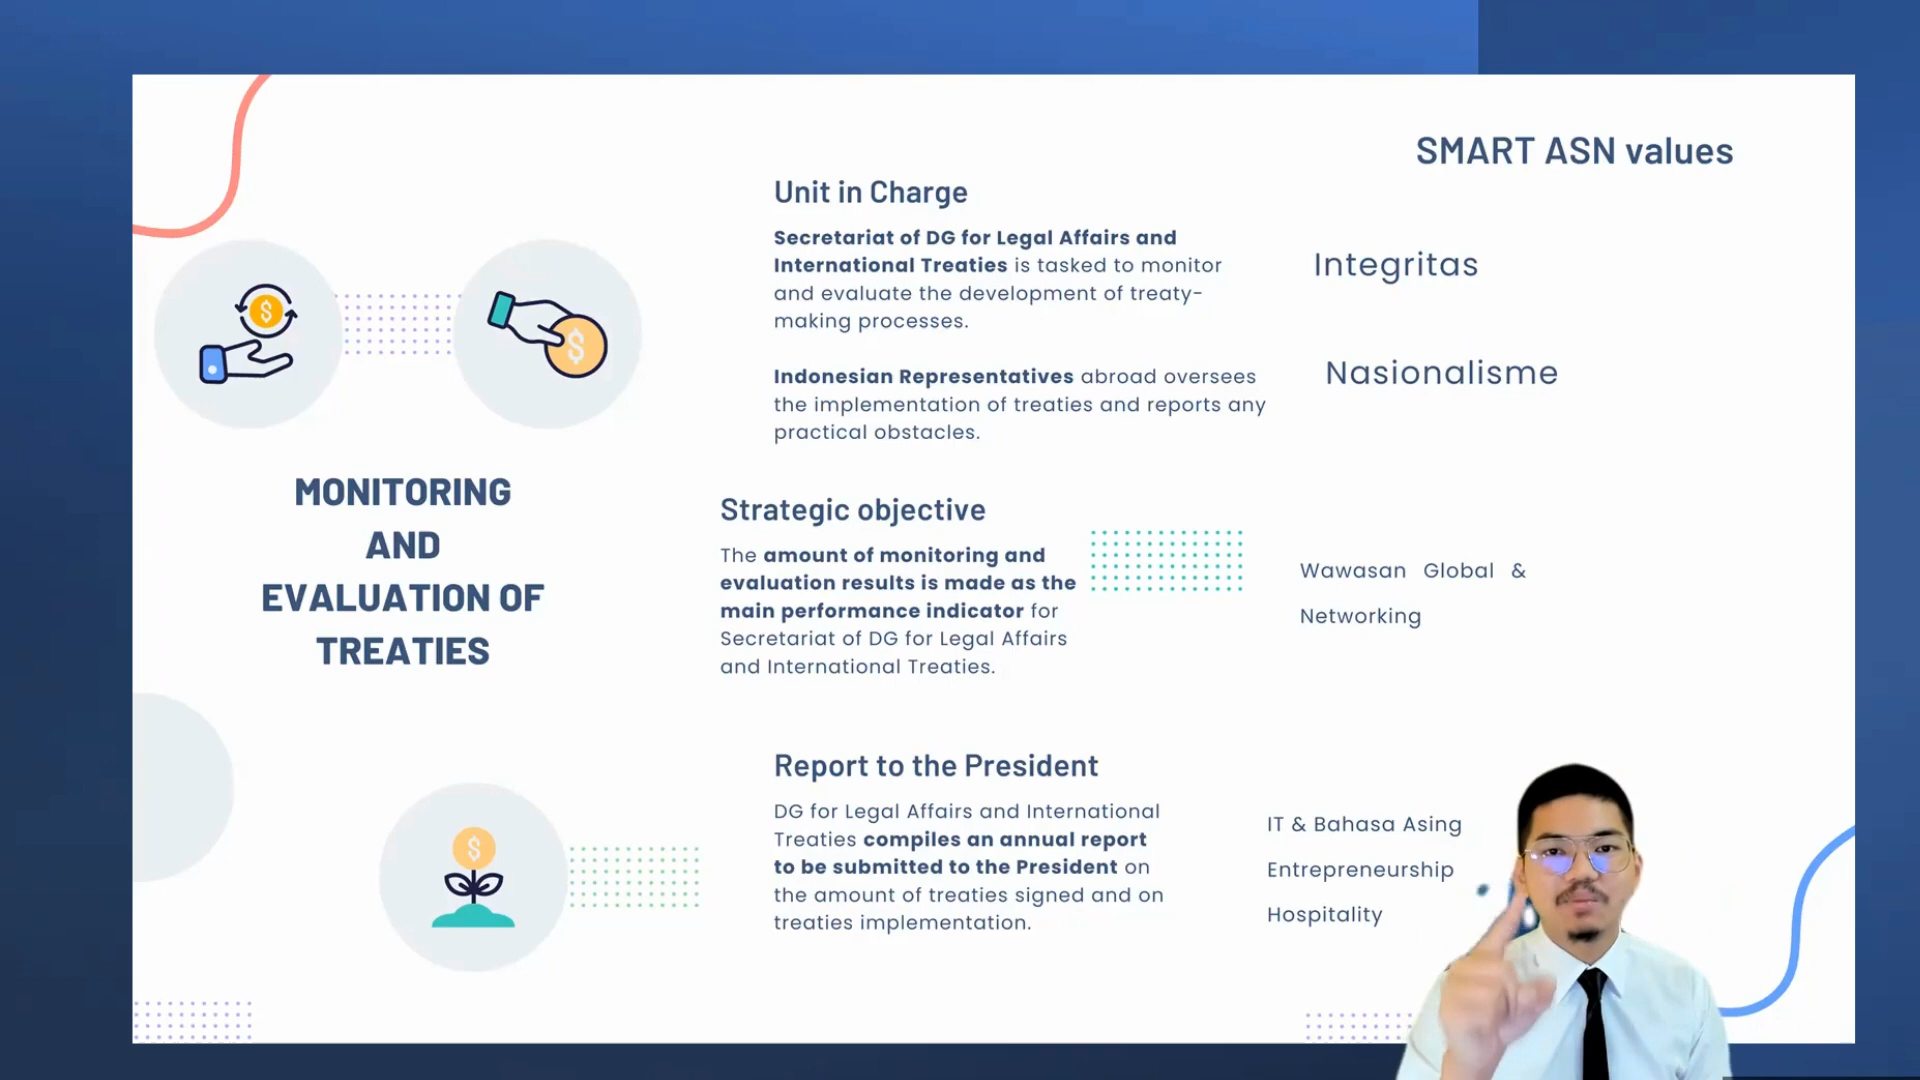 SMART ASN values
MONITORING
AND
EVALUATION OF
TREATIES
Unit in Charge
Secretariat of DG for Legal Affairs and
International Treaties is tasked to monitor
and evaluate the development of treaty-
making processes.
Indonesian Representatives abroad oversees
the implementation of treaties and reports any
practical obstacles.
Integritas
Nasionalisme
Strategic objective
The amount of monitoring and
evaluation results is made as the
main performance indicator for
Secretariat of DG for Legal Affairs
and International Treaties.
Wawasan Global &
Networking
Report to the President
DG for Legal Affairs and International
Treaties compiles an annual report
to be submitted to the President on
the amount of treaties signed and on
treaties implementation.
IT & Bahasa Asing
Entrepreneurship
Hospitality